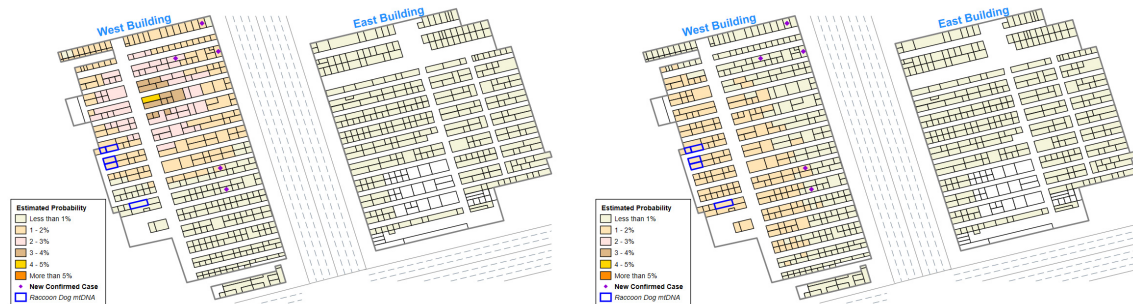 West Building
East Building
Estimated Probability
Less than 1%
1 - 2%
2 - 3%
3 - 4%
4 - 5%
More than 5%
New Confirmed Case
Raccoon Dog mtDNA
West Building
East Building
Estimated Probability
Less than 1%
1 - 2%
2 - 3%
3 - 4%
4 - 5%
More than 5%
New Confirmed Case
Raccoon Dog mtDNA